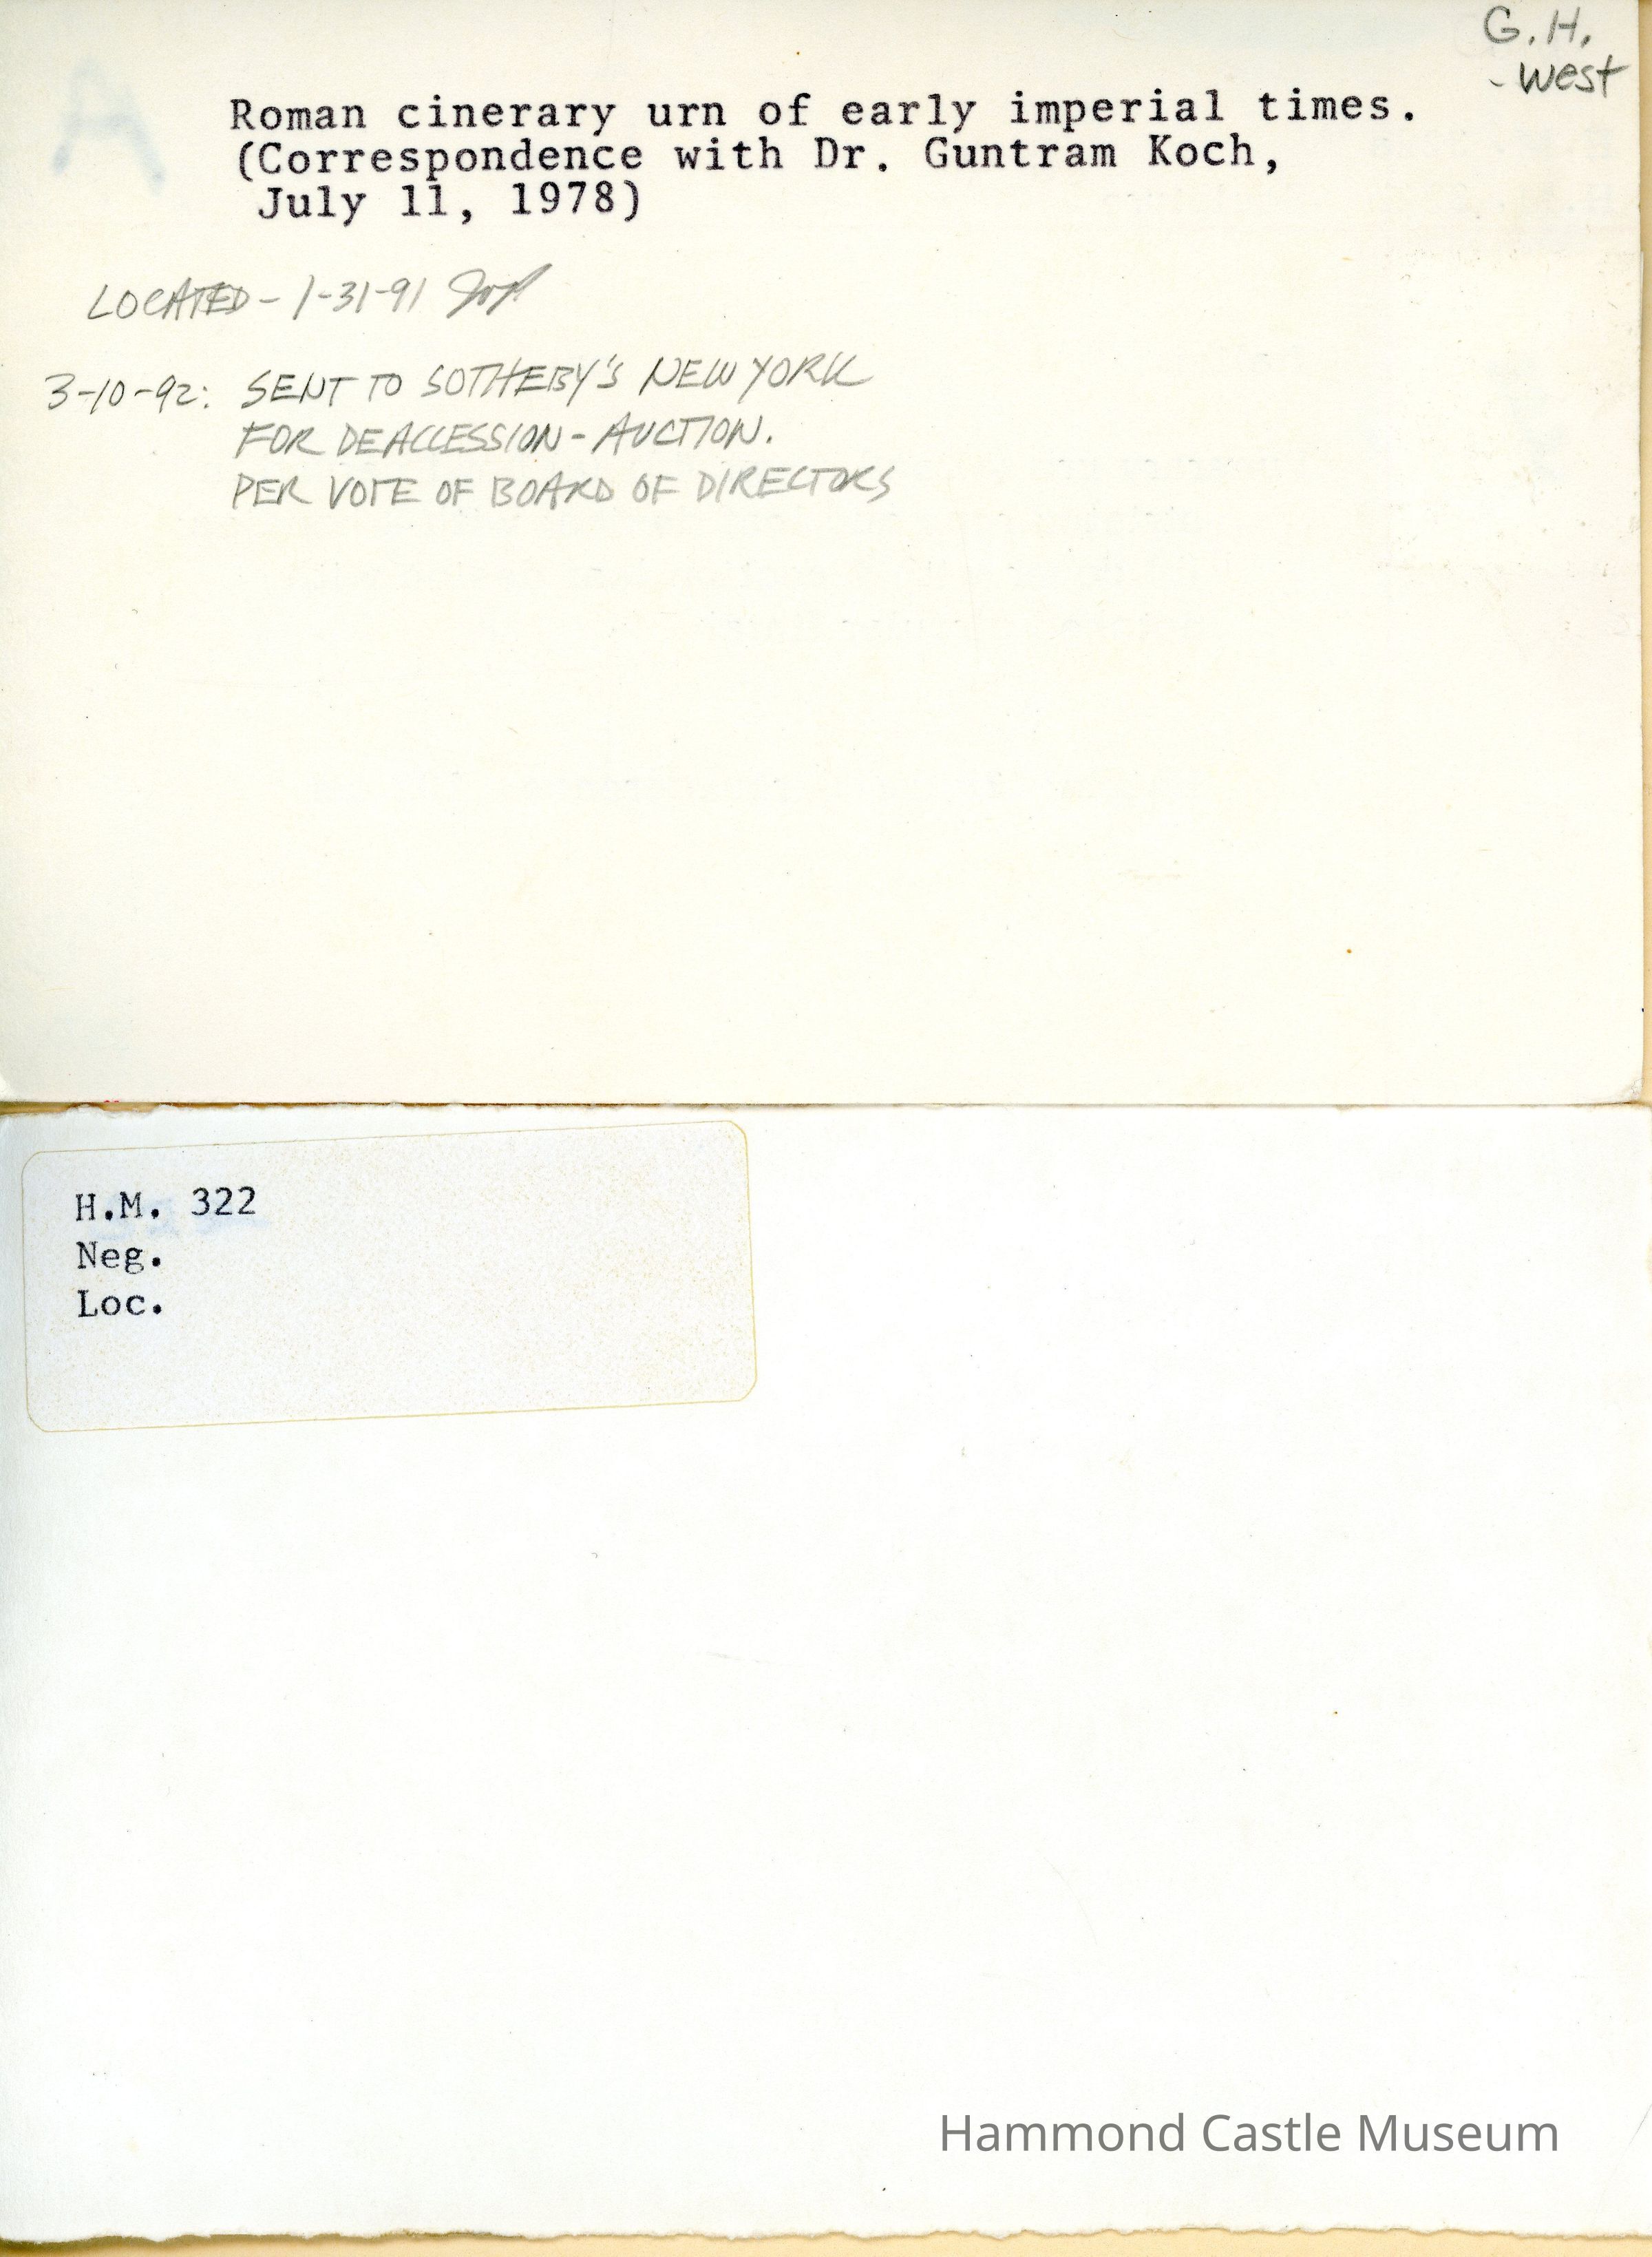 G.H.
- West
Roman cinerary urn of early imperial times.
(Correspondence with Dr. Guntram Koch,
July 11, 1978)
LOCATED - 1-31-91
3-10-92: SENT TO SOTHEBY'S NEW YORK
FOR DEACCESSION - AUCTION.
PER VOTE OF BOARD OF DIRECTORS
H.M. 322
Neg.
Loc.
Hammond Castle Museum